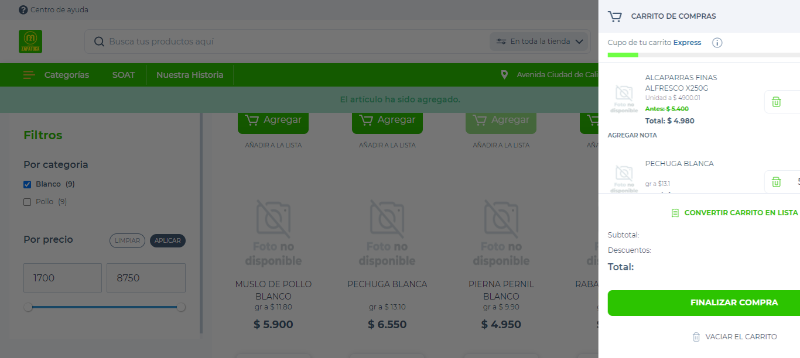 Centro de ayuda
CARRITO DE COMPRAS
Busca tus productos aquí
En toda la tienda
Cupo de tu carrito Express
Categorías
SOAT
Nuestra Historia
Avenida Ciudad de Cali
El artículo ha sido agregado.
ALCAPARRAS FINAS
ALFRESCO X250G
Unidad a $ 4900.01
Antes: $ 5.400
Total: $ 4.980
AGREGAR NOTA
PECHUGA BLANCA
gr a $13.1
CONVERTIR CARRITO EN LISTA
Subtotal:
Descuentos:
Total:
FINALIZAR COMPRA
VACIAR EL CARRITO
Filtros
Por categoría
Blanco (9)
Pollo (9)
Por precio
LIMPIAR
APLICAR
1700
8750
Agregar
Agregar
Agregar
AÑADIR A LA LISTA
AÑADIR A LA LISTA
AÑADIR A LA LISTA
Foto no
disponible
Foto no
disponible
Foto no
disponible
Foto no
disponible
Foto no
disponible
MUSLO DE POLLO
BLANCO
gr a $ 11.80
$ 5.900
PECHUGA BLANCA
gr a $ 13.10
$ 6.550
PIERNA PERNIL
BLANCO
gr a $ 9.90
$ 4.950